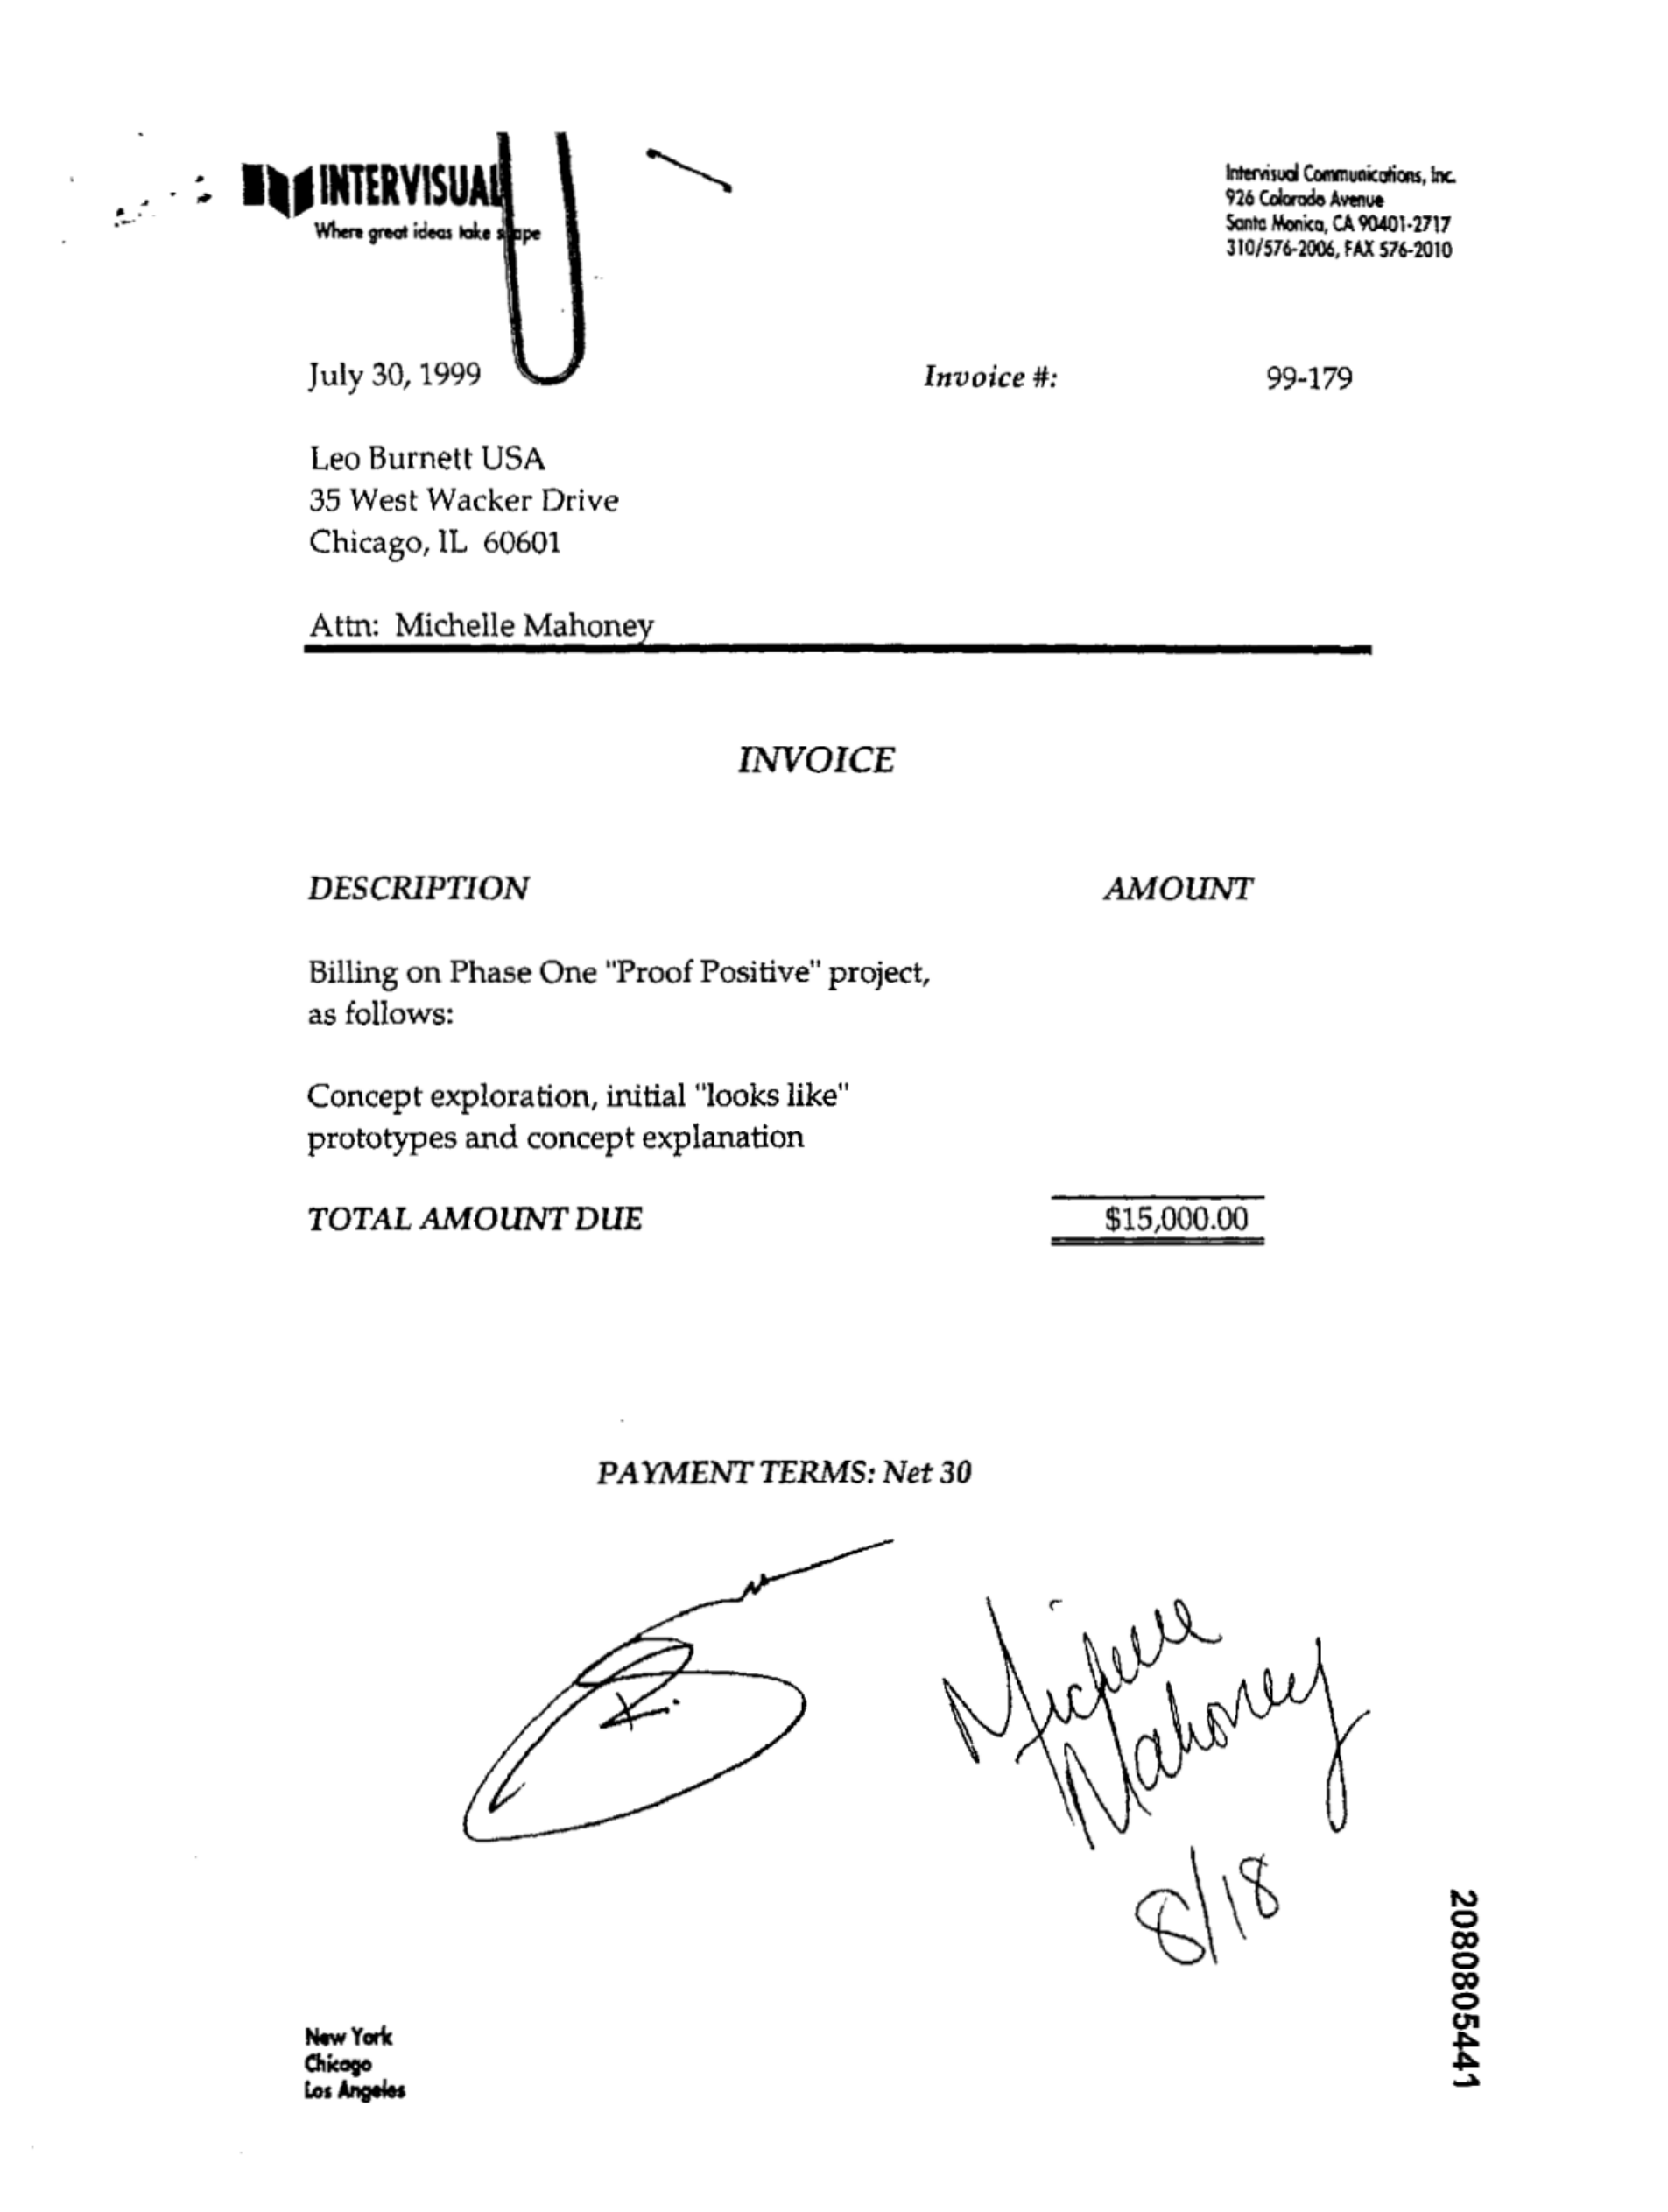 INTERVISUAL
Where great ideas take shape
Intervisual Communications, Inc.
926 Colorado Avenue
Santa Monica, CA 90401-2717
310/576-2006, FAX 576-2010
July 30, 1999
Invoice #: 99-179
Leo Burnett USA
35 West Wacker Drive
Chicago, IL 60601
Attn: Michelle Mahoney
INVOICE
DESCRIPTION AMOUNT
Billing on Phase One "Proof Positive" project,
as follows:
Concept exploration, initial "looks like"
prototypes and concept explanation
TOTAL AMOUNT DUE $15,000.00
PAYMENT TERMS: Net 30
Michelle
Mahoney
8/18
2080805441
New York
Chicago
Los Angeles